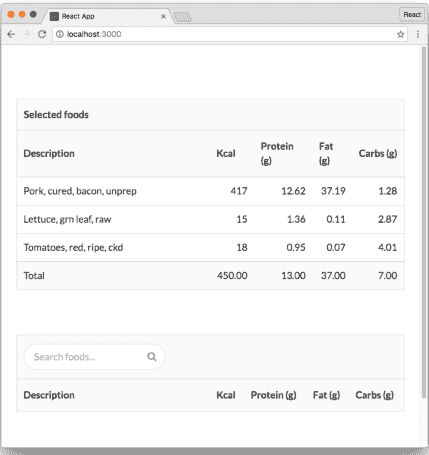 React App
React
localhost:3000
Selected foods
Description Kcal Protein (g) Fat (g) Carbs (g)
Pork, cured, bacon, unprep 417 12.62 37.19 1.28
Lettuce, grn leaf, raw 15 1.36 0.11 2.87
Tomatoes, red, ripe, ckd 18 0.95 0.07 4.01
Total 450.00 13.00 37.00 7.00
Search foods...
Description Kcal Protein (g) Fat (g) Carbs (g)